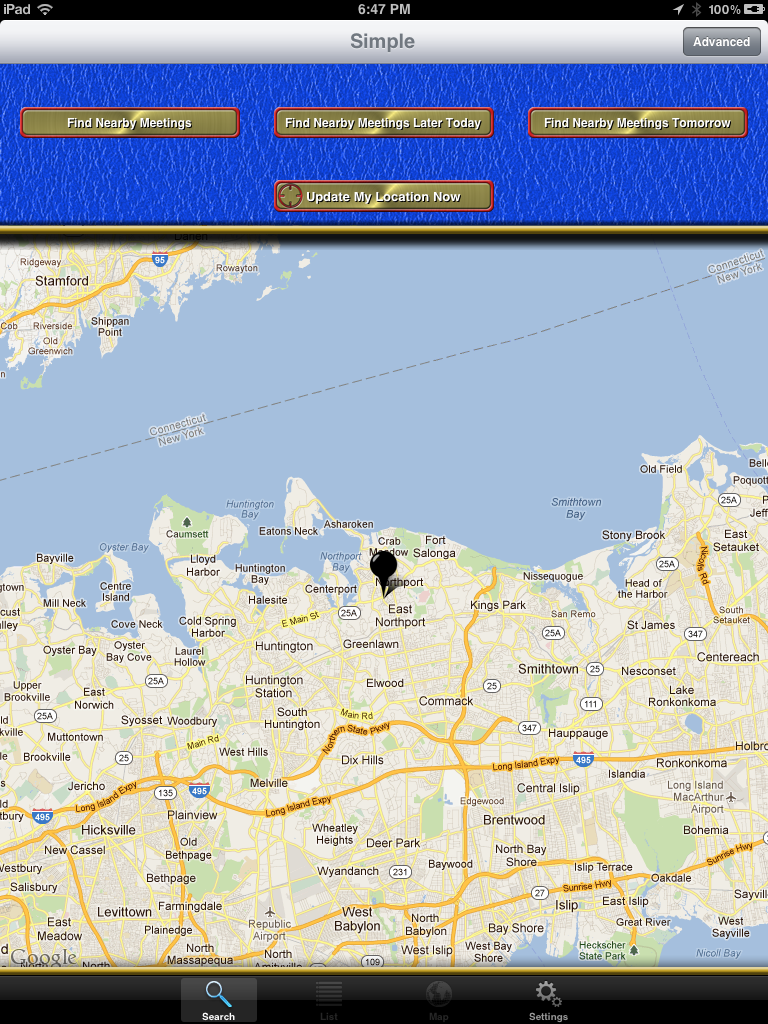 iPad
6:47 PM
100%
Simple
Advanced
Find Nearby Meetings
Find Nearby Meetings Later Today
Find Nearby Meetings Tomorrow
Update My Location Now
Ridgeway
95
Stamford
Rowayton
Connecticut
New York
Cob
Riverside
Shippan
Point
Old
Greenwich
Connecticut
New York
Old Field
Poquott
25A
Huntington
Bay
Smithtown
Bay
Caumsett
Eatons Neck
Asharoken
Crab
Meadow
Fort
Salonga
Stony Brook
East
Setauket
Oyster Bay
Bayville
Lloyd
Harbor
Northport
Bay
Northport
Huntington
Bay
Centerport
Nissequogue
25A
Nicolls Rd
Head of
the Harbor
Centre
Island
Mill Neck
Halesite
25A
East
Northport
Kings Park
San Remo
South
Setauket
Cove Neck
Cold Spring
Harbor
E Main St
25A
St James
347
Oyster Bay
Oyster
Bay Cove
Laurel
Hollow
Huntington
Greenlawn
Centereach
25A
Huntington
Station
Elwood
Smithtown
25
Nesconset
Upper
Brookville
East
Norwich
25
Lake
Ronkonkoma
25A
Syosset
Woodbury
South
Huntington
Main Rd
Commack
111
Muttontown
Main Rd
West Hills
Northern State Pkwy
347
Hauppauge
Brookville
25
Dix Hills
Long Island Expy
495
Ronkonkoma
Islandia
Jericho
Long Island Expy
135
495
Melville
Long Island Expy
Edgewood
Central Islip
Long Island
MacArthur
Airport
495
Plainview
Hicksville
Wheatley
Heights
Brentwood
Bohemia
New Cassel
Old
Bethpage
Deer Park
North Bay
Shore
Sunrise Hwy
Westbury
Bethpage
Wyandanch
231
Baywood
Islip Terrace
Oakdale
Salisbury
27
Sunrise Hwy
Levittown
Farmingdale
West
Babylon
Islip
East Islip
East
Meadow
Plainedge
Republic
Airport
North
Babylon
Bay Shore
Great River
West
Sayville
North
Massapequa
West Islip
West Bay
Shore
Heckscher
State Park
Nicoll Bay
Google
North
109
Search
List
Map
Settings